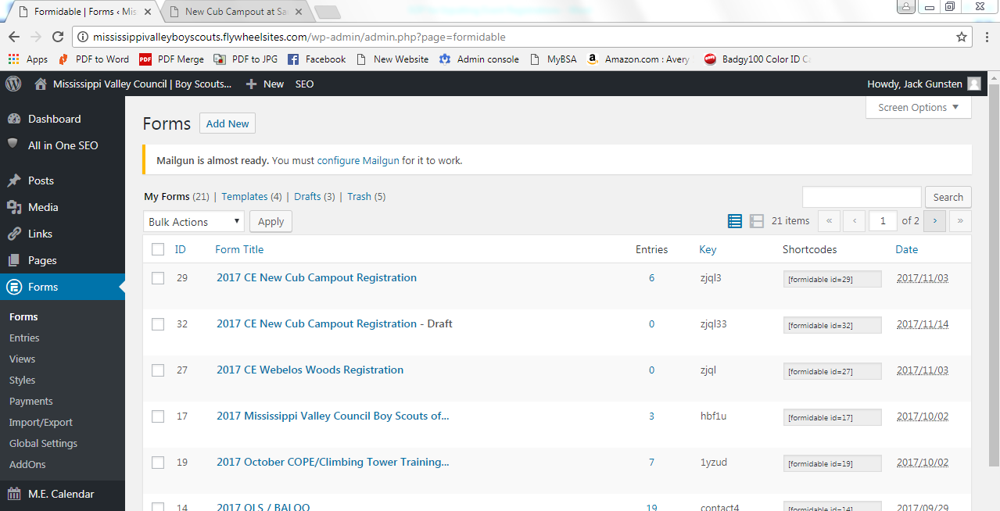 Formidable | Forms ‹ Mis
New Cub Campout at Sa
mississippivalleyboyscouts.flywheelsites.com/wp-admin/admin.php?page=formidable
Apps PDF to Word PDF PDF Merge PDF to JPG Facebook New Website Admin console MyBSA Amazon.com : Avery Badgy100 Color ID C
Mississippi Valley Council | Boy Scouts... New SEO Howdy, Jack Gunsten
Screen Options
Dashboard
All in One SEO
Posts
Media
Links
Pages
Forms
Forms
Entries
Views
Styles
Payments
Import/Export
Global Settings
AddOns
M.E. Calendar
Forms Add New
Mailgun is almost ready. You must configure Mailgun for it to work.
My Forms (21) | Templates (4) | Drafts (3) | Trash (5)
Search
Bulk Actions Apply 21 items « ‹ 1 of 2 › »
ID Form Title Entries Key Shortcodes Date
29 2017 CE New Cub Campout Registration 6 zjql3 [formidable id=29] 2017/11/03
32 2017 CE New Cub Campout Registration - Draft 0 zjql33 [formidable id=32] 2017/11/14
27 2017 CE Webelos Woods Registration 0 zjql [formidable id=27] 2017/11/03
17 2017 Mississippi Valley Council Boy Scouts of... 3 hbf1u [formidable id=17] 2017/10/02
19 2017 October COPE/Climbing Tower Training... 7 1yzud [formidable id=19] 2017/10/02
14 2017 OLS / BALOO 19 contact4 [formidable id=14] 2017/09/29